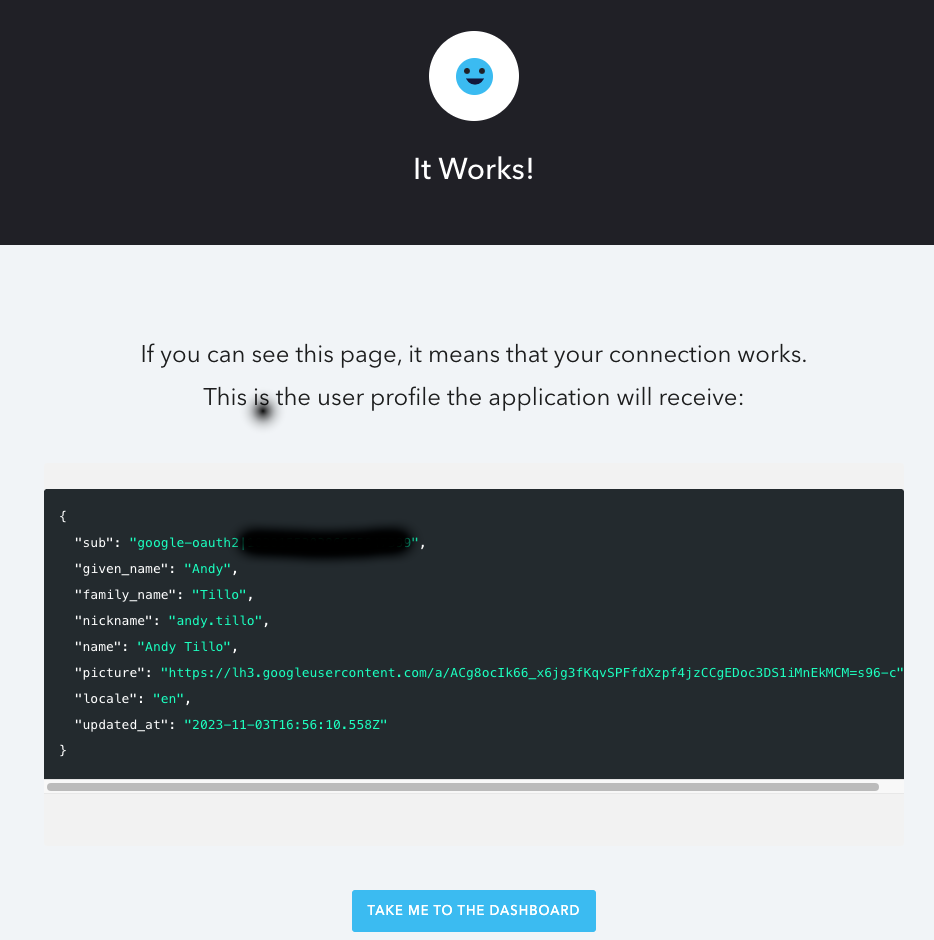 It Works!
If you can see this page, it means that your connection works.
This is the user profile the application will receive:
{
"sub": "google-oauth2",
"given_name": "Andy",
"family_name": "Tillo",
"nickname": "andy.tillo",
"name": "Andy Tillo",
"picture": "https://lh3.googleusercontent.com/a/ACg8ocIk66_x6jg3fKqvSPFfdXzpf4jzCCgEDoc3DS1iMnEkMCM=s96-c"
"locale": "en",
"updated_at": "2023-11-03T16:56:10.558Z"
}
TAKE ME TO THE DASHBOARD